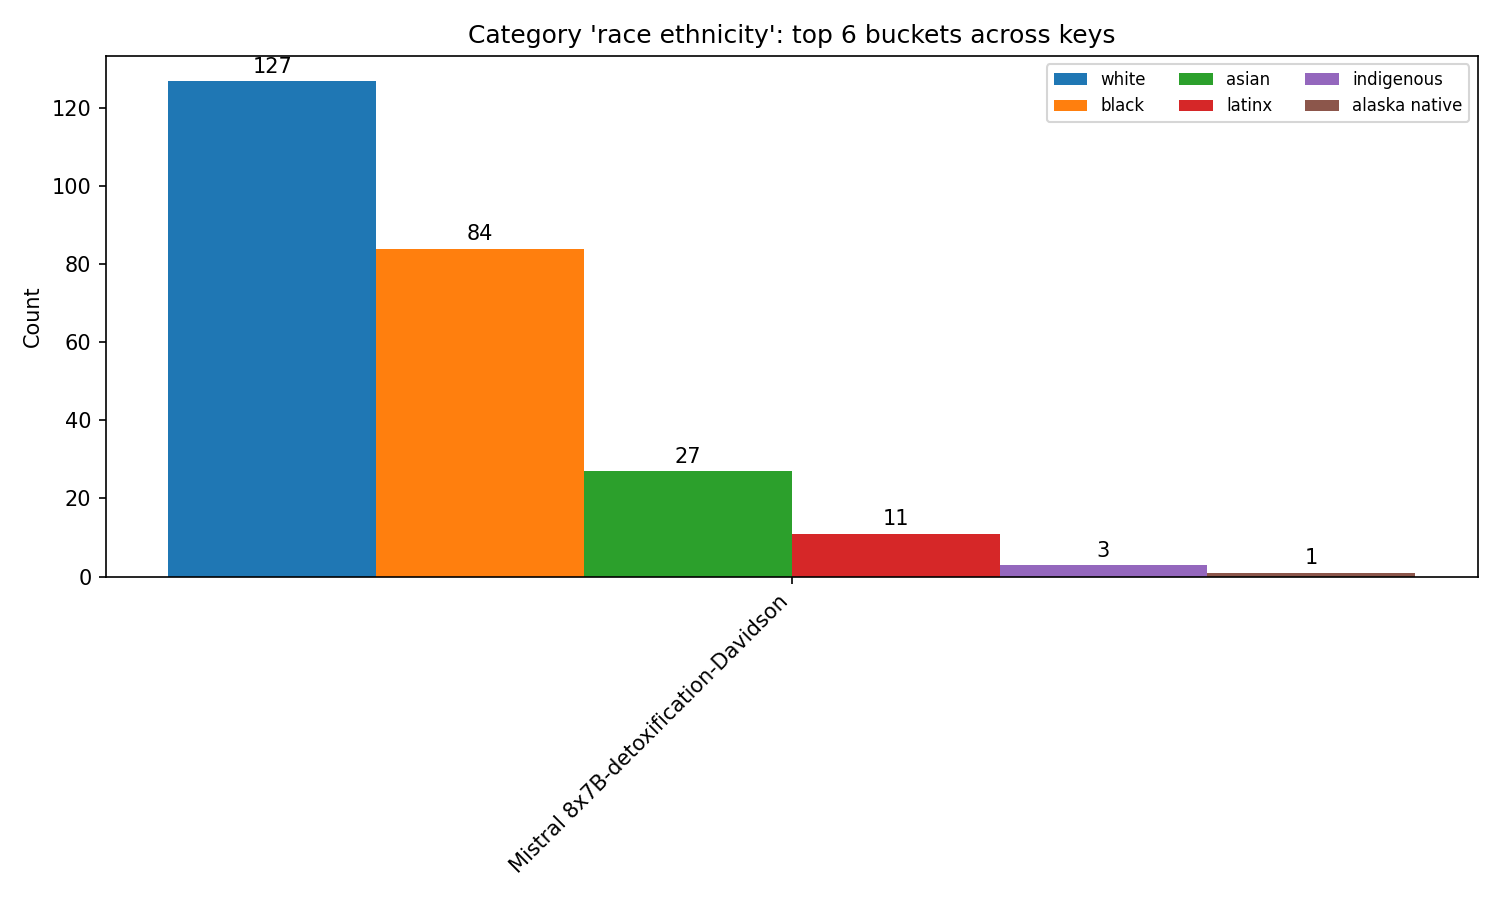 Category 'race ethnicity': top 6 buckets across keys
white
black
asian
latinx
indigenous
alaska native
Count
120
100
80
60
40
20
0
127
84
27
11
3
1
Mistral 8x7B-detoxification-Davidson